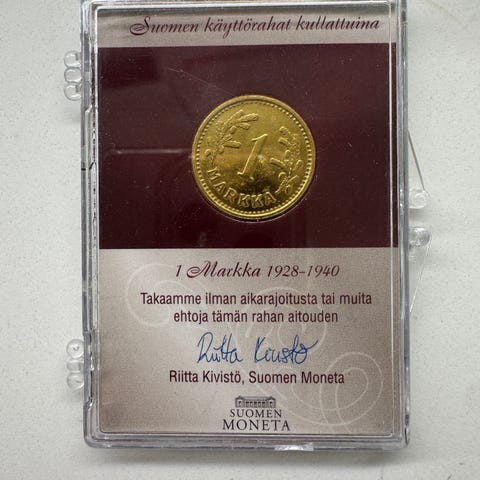 Suomen käyttörahat kullattuina
1
MARKKA
1 Markka 1928-1940
Takaamme ilman aikarajoitusta tai muita
ehtoja tämän rahan aitouden
Riitta Kivistö
Riitta Kivistö, Suomen Moneta
SUOMEN
MONETA